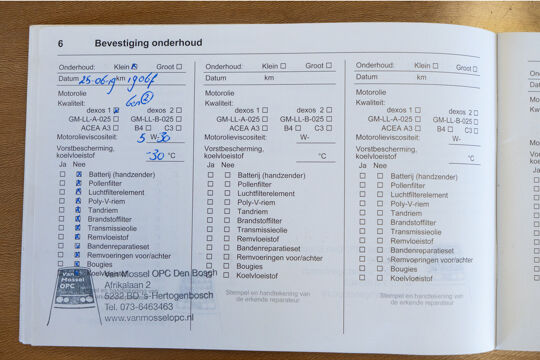 6 Bevestiging onderhoud
Onderhoud: Klein ☒ Groot ☐
Datum 25-06-19 km
Motorolie
Kwaliteit:
dexos 1 ☒ dexos 2 ☐
GM-LL-A-025 ☐ GM-LL-B-025 ☐
ACEA A3 ☐ B4 ☐ C3 ☐
Motorolieviscositeit: 5 W-30
Vorstbescherming, koelvloeistof -30 °C
Ja Nee
Batterij (handzender)
Pollenfilter
Luchtfilterelement
Poly-V-riem
Tandriem
Brandstoffilter
Transmissieolie
Remvloeistof
Bandenreparatieset
Remvoeringen voor/achter
Bougies
Koelvloeistof
Van Mossel OPC
Van Mossel OPC Den Bosch
Afrikalaan 2
5232 BD 's-Hertogenbosch
Tel. 073-6463463
www.vanmosselopc.nl
Onderhoud: Klein ☐ Groot ☐
Datum km
Motorolie
Kwaliteit:
dexos 1 ☐ dexos 2 ☐
GM-LL-A-025 ☐ GM-LL-B-025 ☐
ACEA A3 ☐ B4 ☐ C3 ☐
Motorolieviscositeit: W-
Vorstbescherming,
koelvloeistof °C
Ja Nee
Batterij (handzender)
Pollenfilter
Luchtfilterelement
Poly-V-riem
Tandriem
Brandstoffilter
Transmissieolie
Remvloeistof
Bandenreparatieset
Remvoeringen voor/achter
Bougies
Koelvloeistof
Stempel en handtekening van
de erkende reparateur
Onderhoud: Klein ☐ Groot ☐
Datum km
Motorolie
Kwaliteit:
dexos 1 ☐ dexos 2 ☐
GM-LL-A-025 ☐ GM-LL-B-025 ☐
ACEA A3 ☐ B4 ☐ C3 ☐
Motorolieviscositeit: W-
Vorstbescherming,
koelvloeistof °C
Ja Nee
Batterij (handzender)
Pollenfilter
Luchtfilterelement
Poly-V-riem
Tandriem
Brandstoffilter
Transmissieolie
Remvloeistof
Bandenreparatieset
Remvoeringen voor/achter
Bougies
Koelvloeistof
Stempel en handtekening van
de erkende reparateur